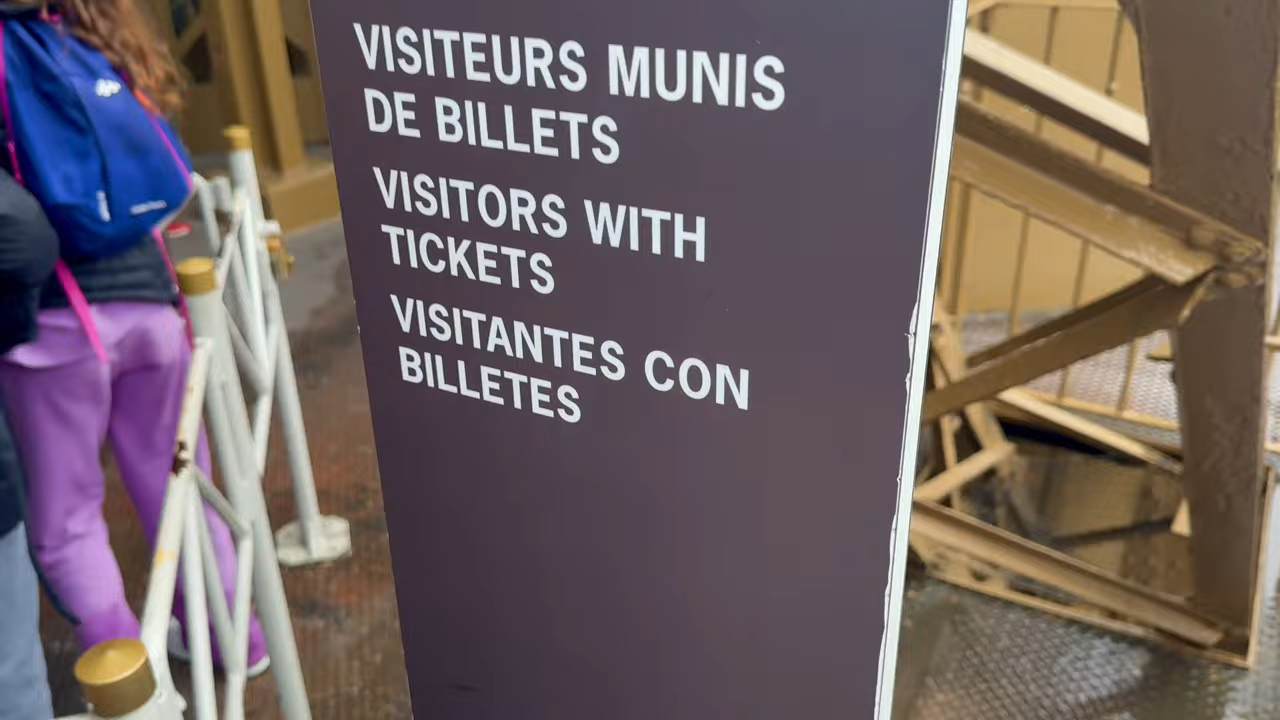 VISITEURS MUNIS
DE BILLETS
VISITORS WITH
TICKETS
VISITANTES CON
BILLETES